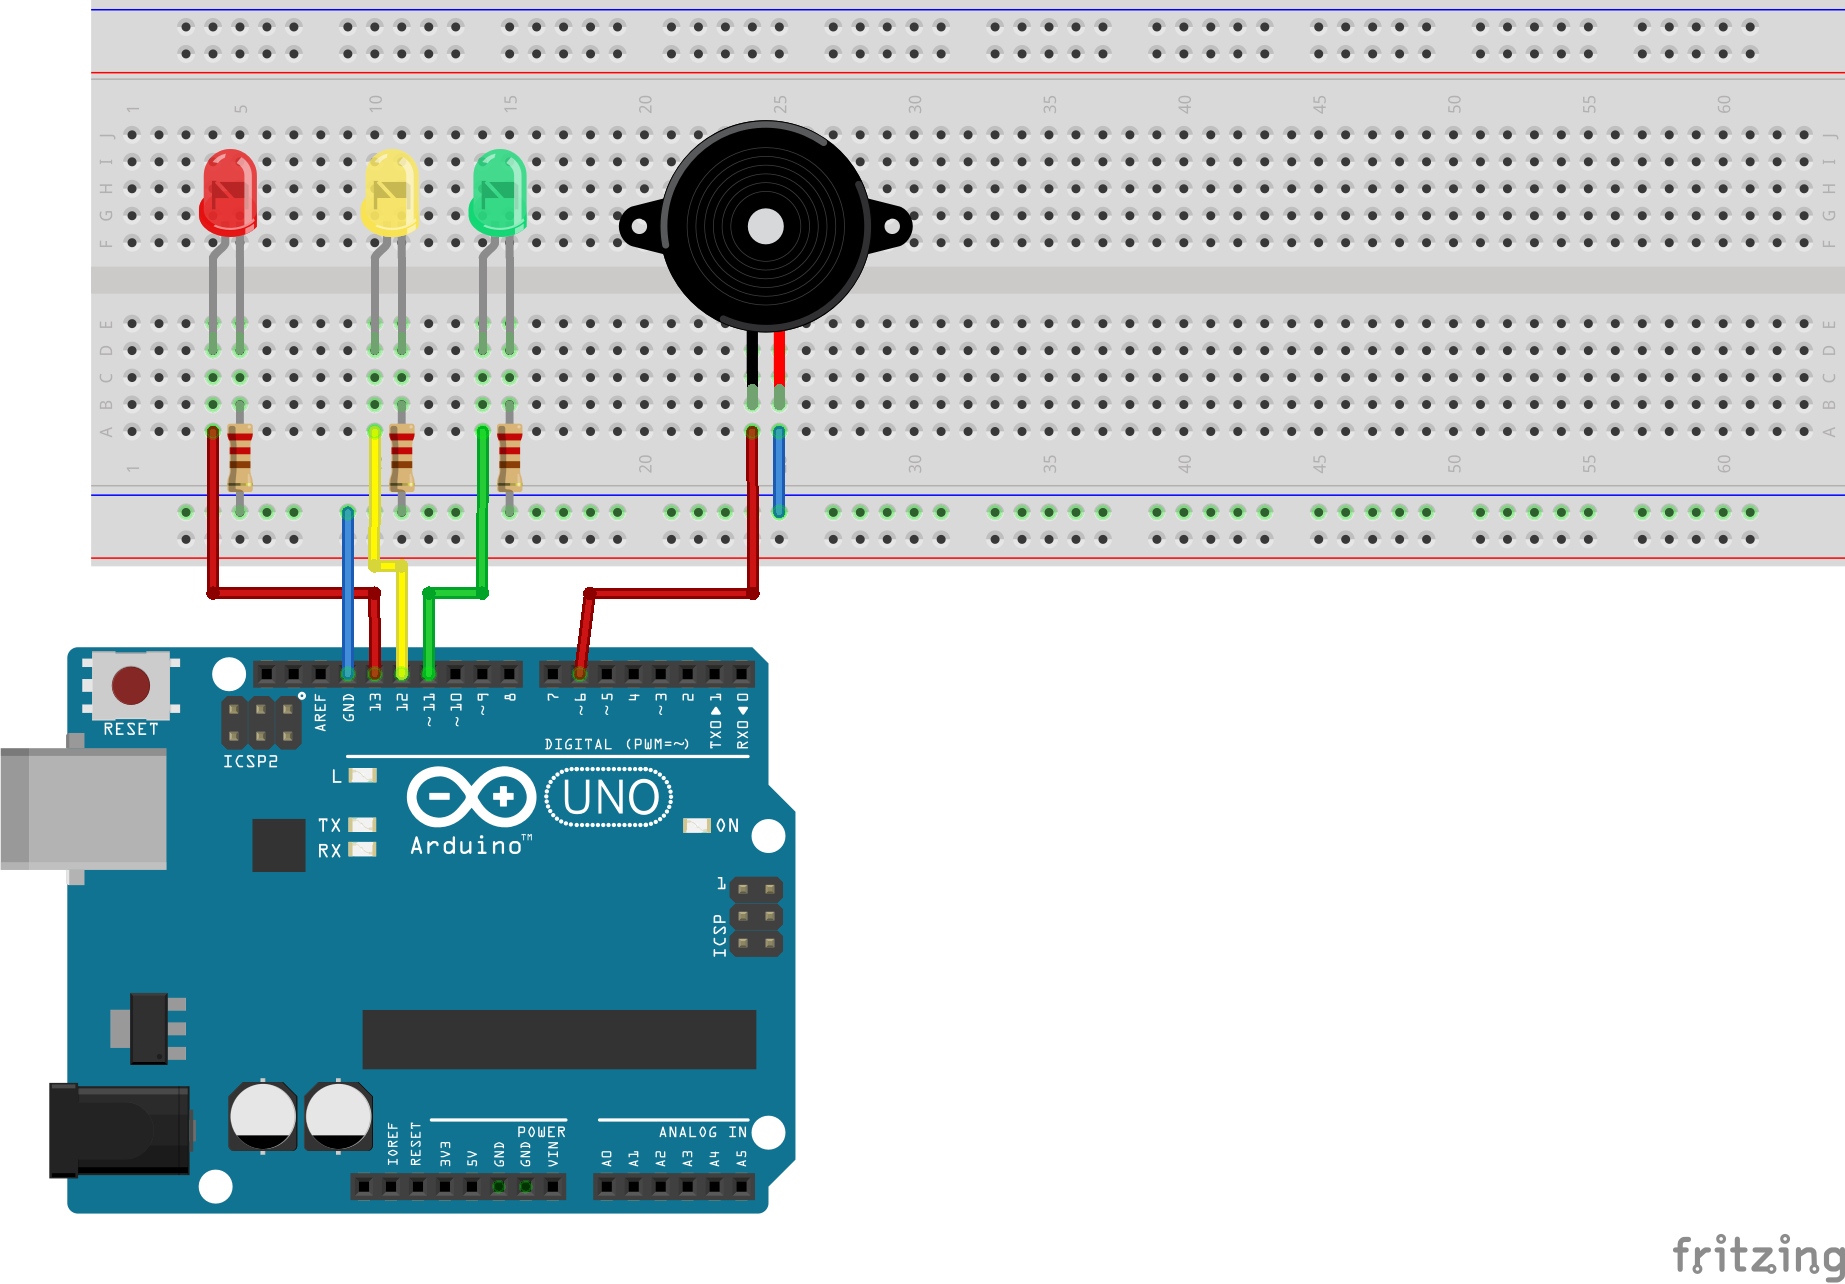 1 5 10 15 20 25 30 35 40 45 50 55 60
J J
I I
H H
G G
F F
E E
D D
C C
B B
A A
1 20 30 35 40 45 50 55 60
RESET
ICSP2
AREF GND 13 12 ~11 ~10 ~9 8 7 ~6 ~5 4 ~3 2 TX0▶1 RX0◀0
DIGITAL (PWM=~)
L
TX
RX
UNO
Arduino™
ON
1
ICSP
POWER
ANALOG IN
IOREF RESET 3V3 5V GND GND VIN A0 A1 A2 A3 A4 A5
fritzing